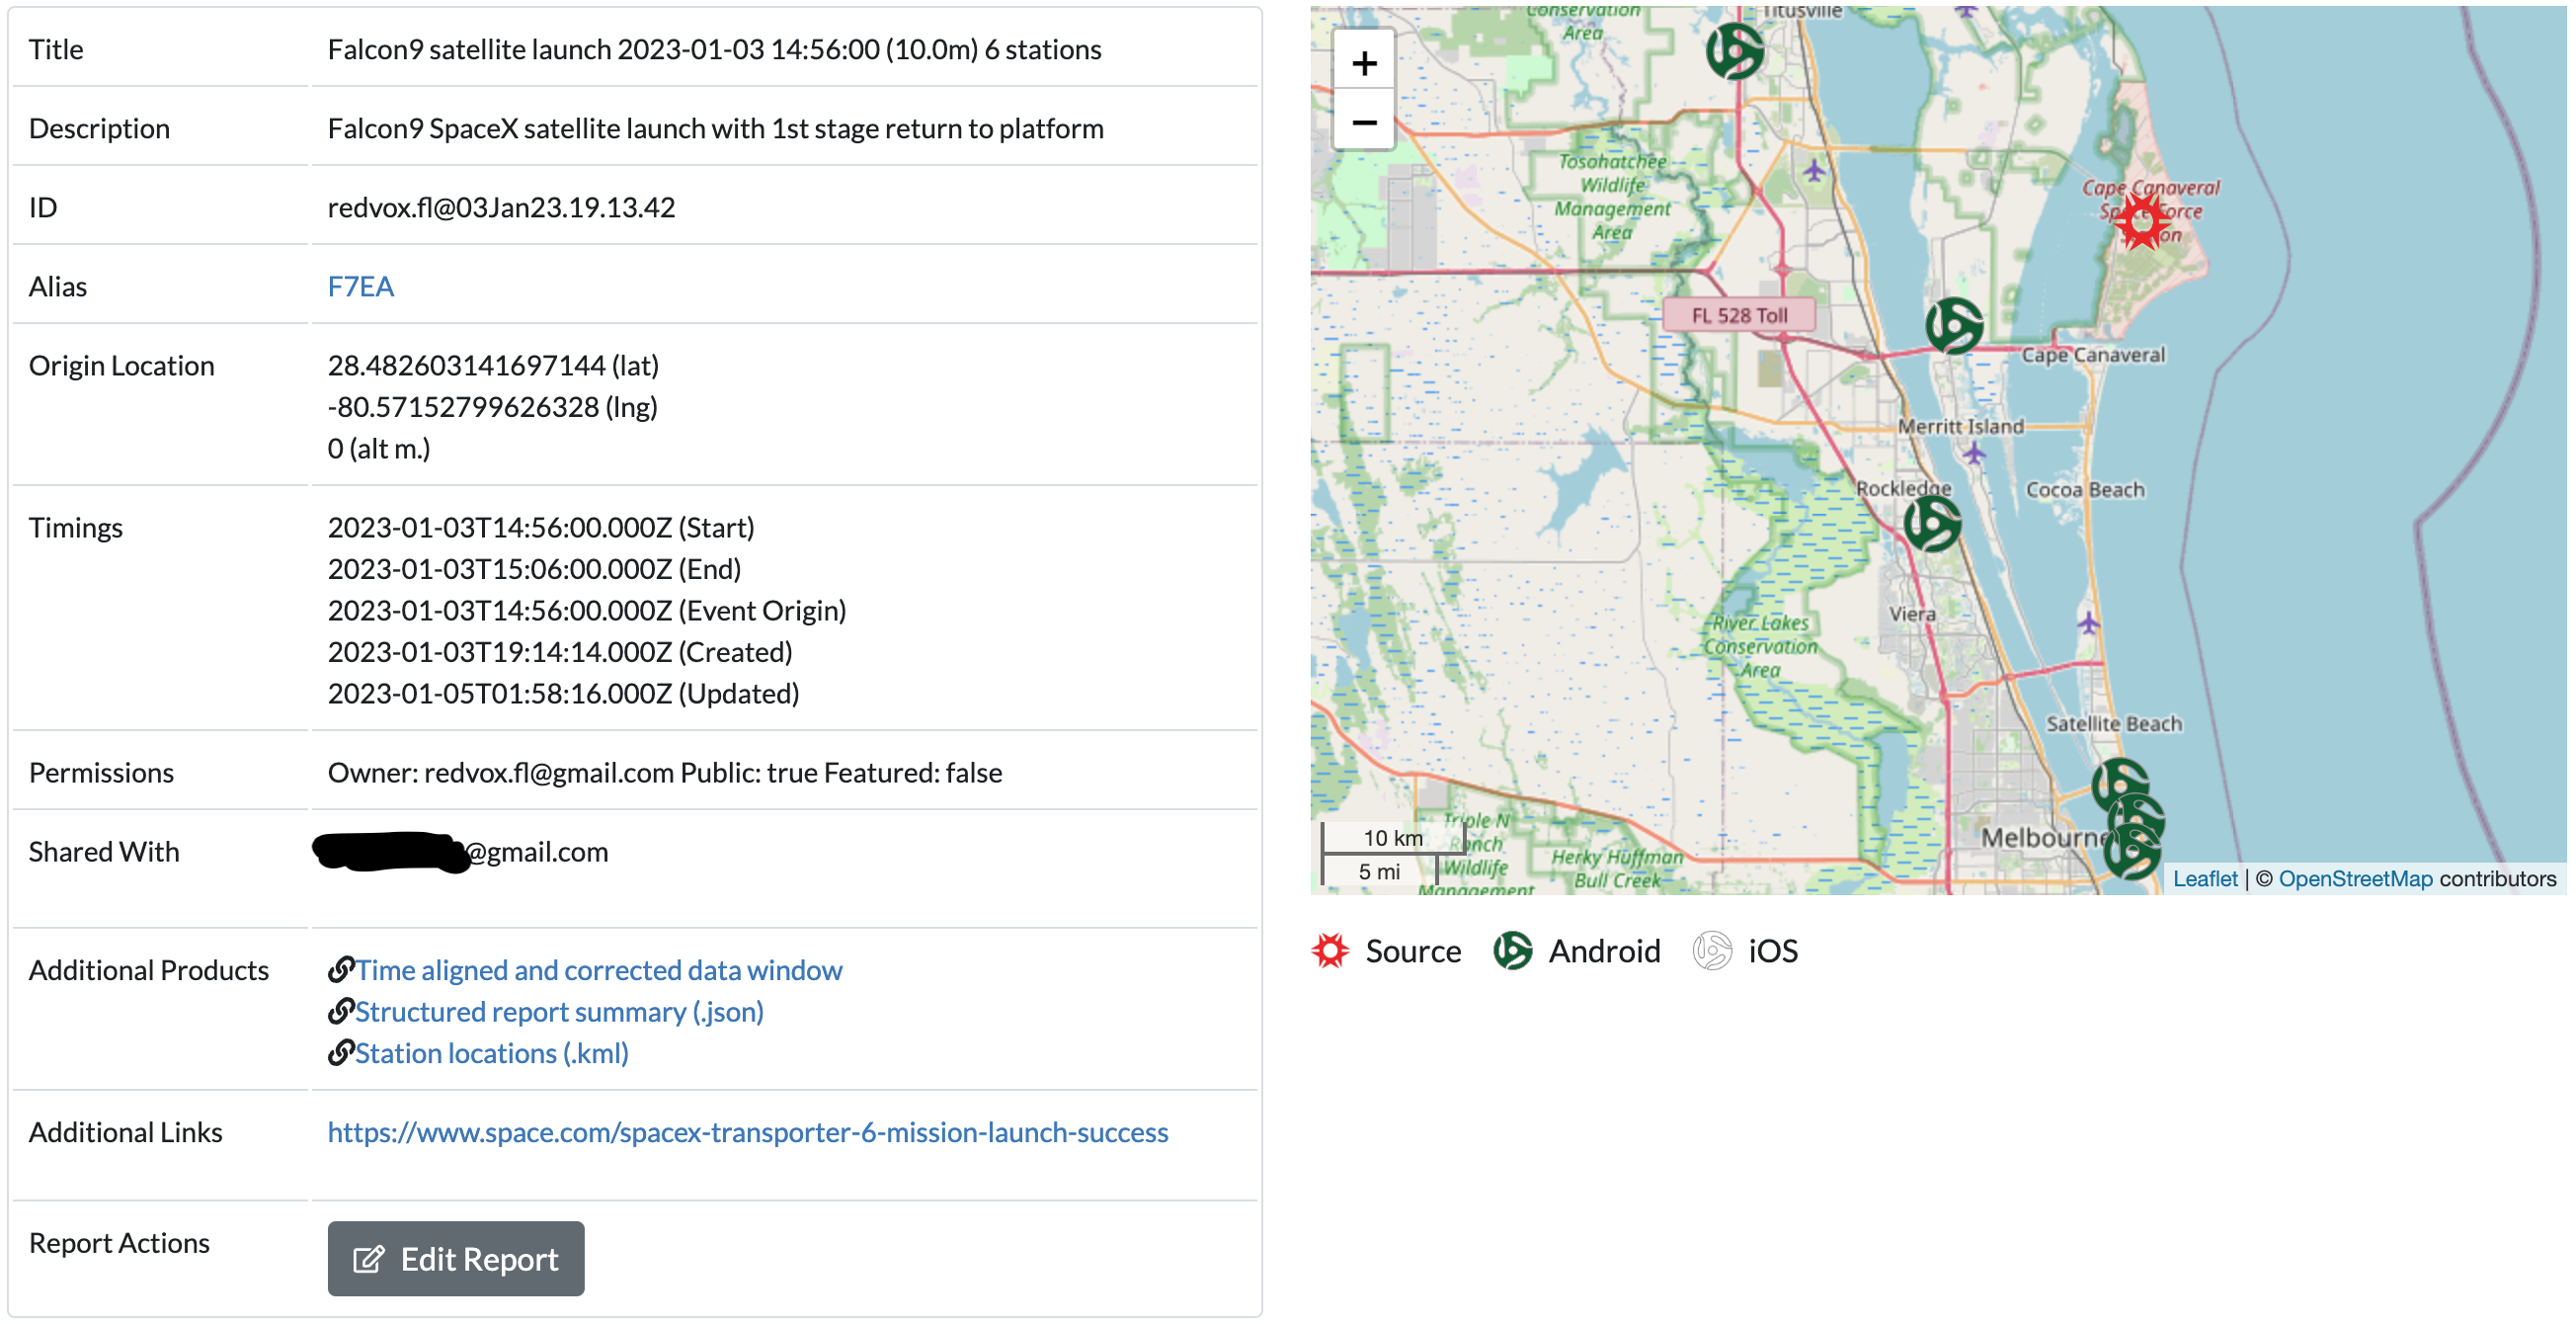 Title
Falcon9 satellite launch 2023-01-03 14:56:00 (10.0m) 6 stations
Description
Falcon9 SpaceX satellite launch with 1st stage return to platform
ID
redvox.fl@03Jan23.19.13.42
Alias
F7EA
Origin Location
28.482603141697144 (lat)
-80.57152799626328 (lng)
0 (alt m.)
Timings
2023-01-03T14:56:00.000Z (Start)
2023-01-03T15:06:00.000Z (End)
2023-01-03T14:56:00.000Z (Event Origin)
2023-01-03T19:14:14.000Z (Created)
2023-01-05T01:58:16.000Z (Updated)
Permissions
Owner: redvox.fl@gmail.com Public: true Featured: false
Shared With
@gmail.com
Additional Products
Time aligned and corrected data window
Structured report summary (.json)
Station locations (.kml)
Additional Links
https://www.space.com/spacex-transporter-6-mission-launch-success
Report Actions
Edit Report
+
−
Conservation
Area
Titusville
Tosohatchee
Wildlife
Management
Area
Cape Canaveral
Space Force
Station
FL 528 Toll
Cape Canaveral
Merritt Island
Rockledge
Cocoa Beach
Viera
River Lakes
Conservation
Area
Satellite Beach
Melbourne
Triple N
Ranch
Wildlife
Management
Herky Huffman
Bull Creek
10 km
5 mi
Leaflet | © OpenStreetMap contributors
Source
Android
iOS